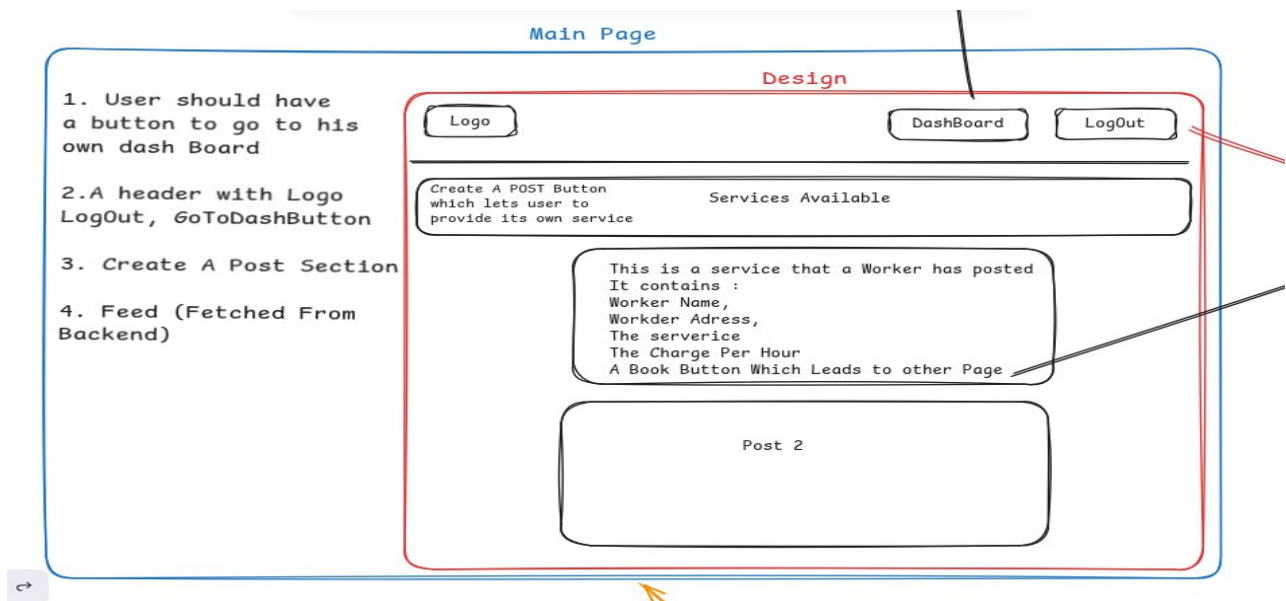 Main Page
1. User should have
a button to go to his
own dash Board
2.A header with Logo
LogOut, GoToDashButton
3. Create A Post Section
4. Feed (Fetched From
Backend)
Design
Logo
DashBoard
LogOut
Create A POST Button
which lets user to
provide its own service
Services Available
This is a service that a Worker has posted
It contains :
Worker Name,
Workder Adress,
The serverice
The Charge Per Hour
A Book Button Which Leads to other Page
Post 2